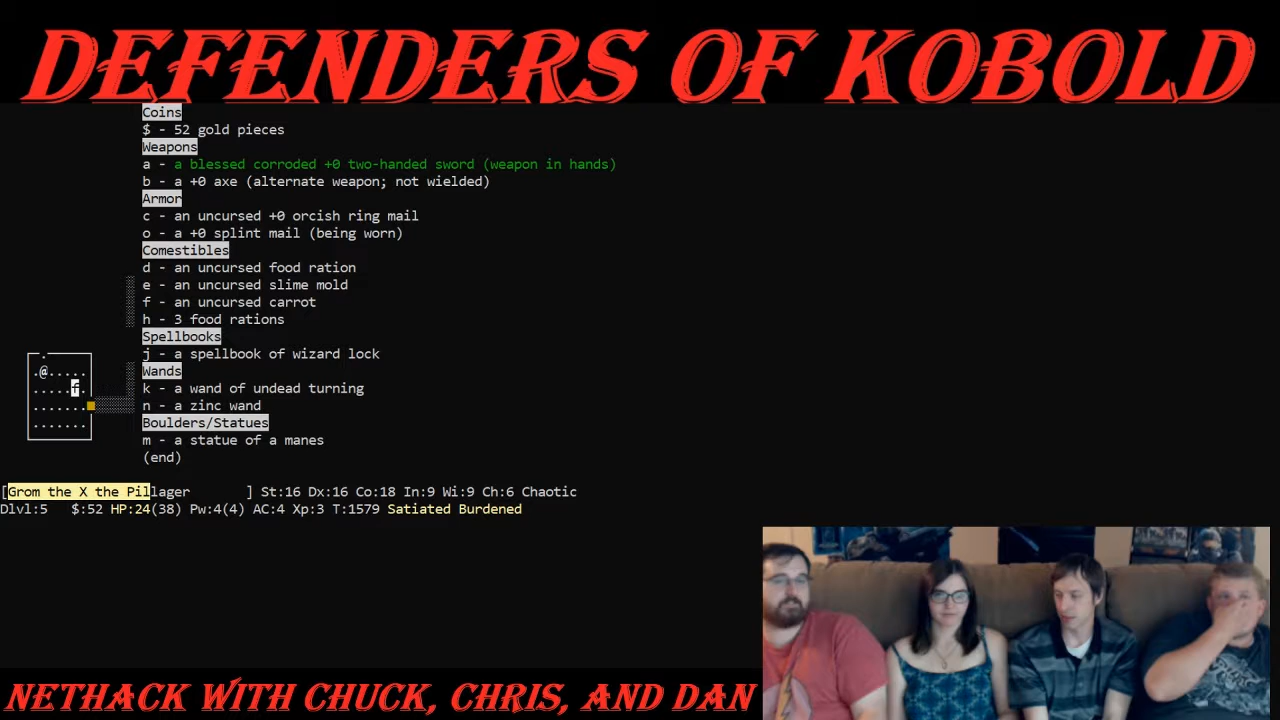 DEFENDERS OF KOBOLD
Coins
$ - 52 gold pieces
Weapons
a - a blessed corroded +0 two-handed sword (weapon in hands)
b - a +0 axe (alternate weapon; not wielded)
Armor
c - an uncursed +0 orcish ring mail
o - a +0 splint mail (being worn)
Comestibles
d - an uncursed food ration
e - an uncursed slime mold
f - an uncursed carrot
h - 3 food rations
Spellbooks
j - a spellbook of wizard lock
Wands
k - a wand of undead turning
n - a zinc wand
Boulders/Statues
m - a statue of a manes
(end)
[Grom the X the Pillager ] St:16 Dx:16 Co:18 In:9 Wi:9 Ch:6 Chaotic
Dlvl:5 $:52 HP:24(38) Pw:4(4) AC:4 Xp:3 T:1579 Satiated Burdened
NETHACK WITH CHUCK, CHRIS, AND DAN